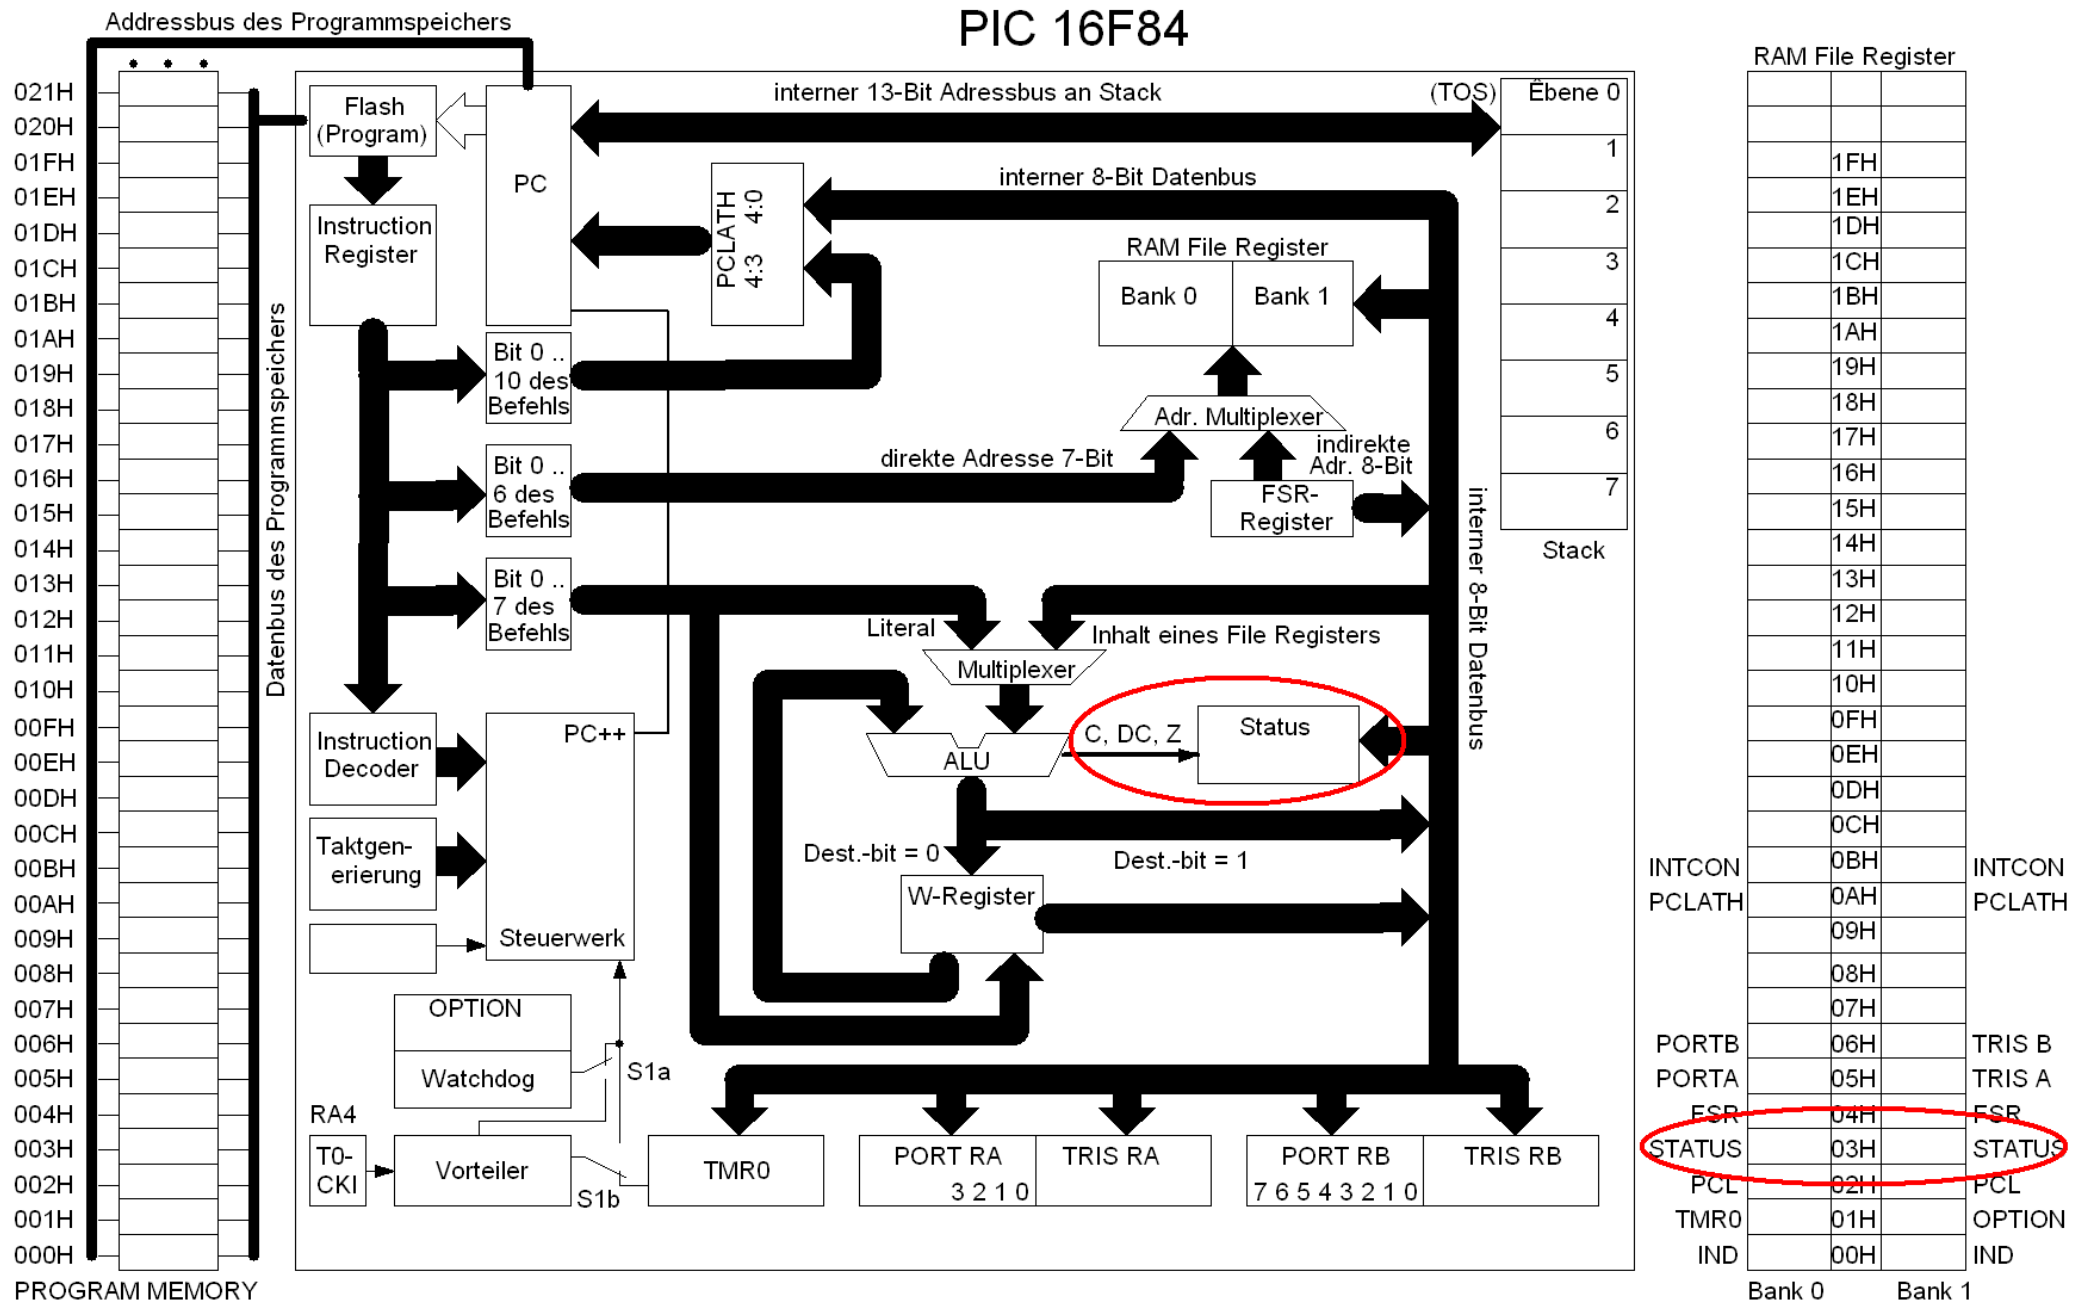 PIC 16F84
Addressbus des Programmspeichers
021H
020H
01FH
01EH
01DH
01CH
01BH
01AH
019H
018H
017H
016H
015H
014H
013H
012H
011H
010H
00FH
00EH
00DH
00CH
00BH
00AH
009H
008H
007H
006H
005H
004H
003H
002H
001H
000H
PROGRAM MEMORY
Datenbus des Programmspeichers
Flash
(Program)
PC
Instruction
Register
interner 13-Bit Adressbus an Stack
(TOS)
Ebene 0
1
2
3
4
5
6
7
Stack
interner 8-Bit Datenbus
PCLATH
4:3 4:0
RAM File Register
Bank 0
Bank 1
Bit 0 ..
10 des
Befehls
Adr. Multiplexer
Bit 0 ..
6 des
Befehls
direkte Adresse 7-Bit
indirekte
Adr. 8-Bit
FSR-
Register
interner 8-Bit Datenbus
Bit 0 ..
7 des
Befehls
Literal
Inhalt eines File Registers
Multiplexer
ALU
C, DC, Z
Status
Instruction
Decoder
PC++
Taktgen-
erierung
Steuerwerk
Dest.-bit = 0
Dest.-bit = 1
W-Register
OPTION
Watchdog
S1a
RA4
T0-
CKI
Vorteiler
S1b
TMR0
PORT RA
3 2 1 0
TRIS RA
PORT RB
7 6 5 4 3 2 1 0
TRIS RB
RAM File Register
1FH
1EH
1DH
1CH
1BH
1AH
19H
18H
17H
16H
15H
14H
13H
12H
11H
10H
0FH
0EH
0DH
0CH
INTCON 0BH INTCON
PCLATH 0AH PCLATH
09H
08H
07H
PORTB 06H TRIS B
PORTA 05H TRIS A
FSR 04H FSR
STATUS 03H STATUS
PCL 02H PCL
TMR0 01H OPTION
IND 00H IND
Bank 0 Bank 1